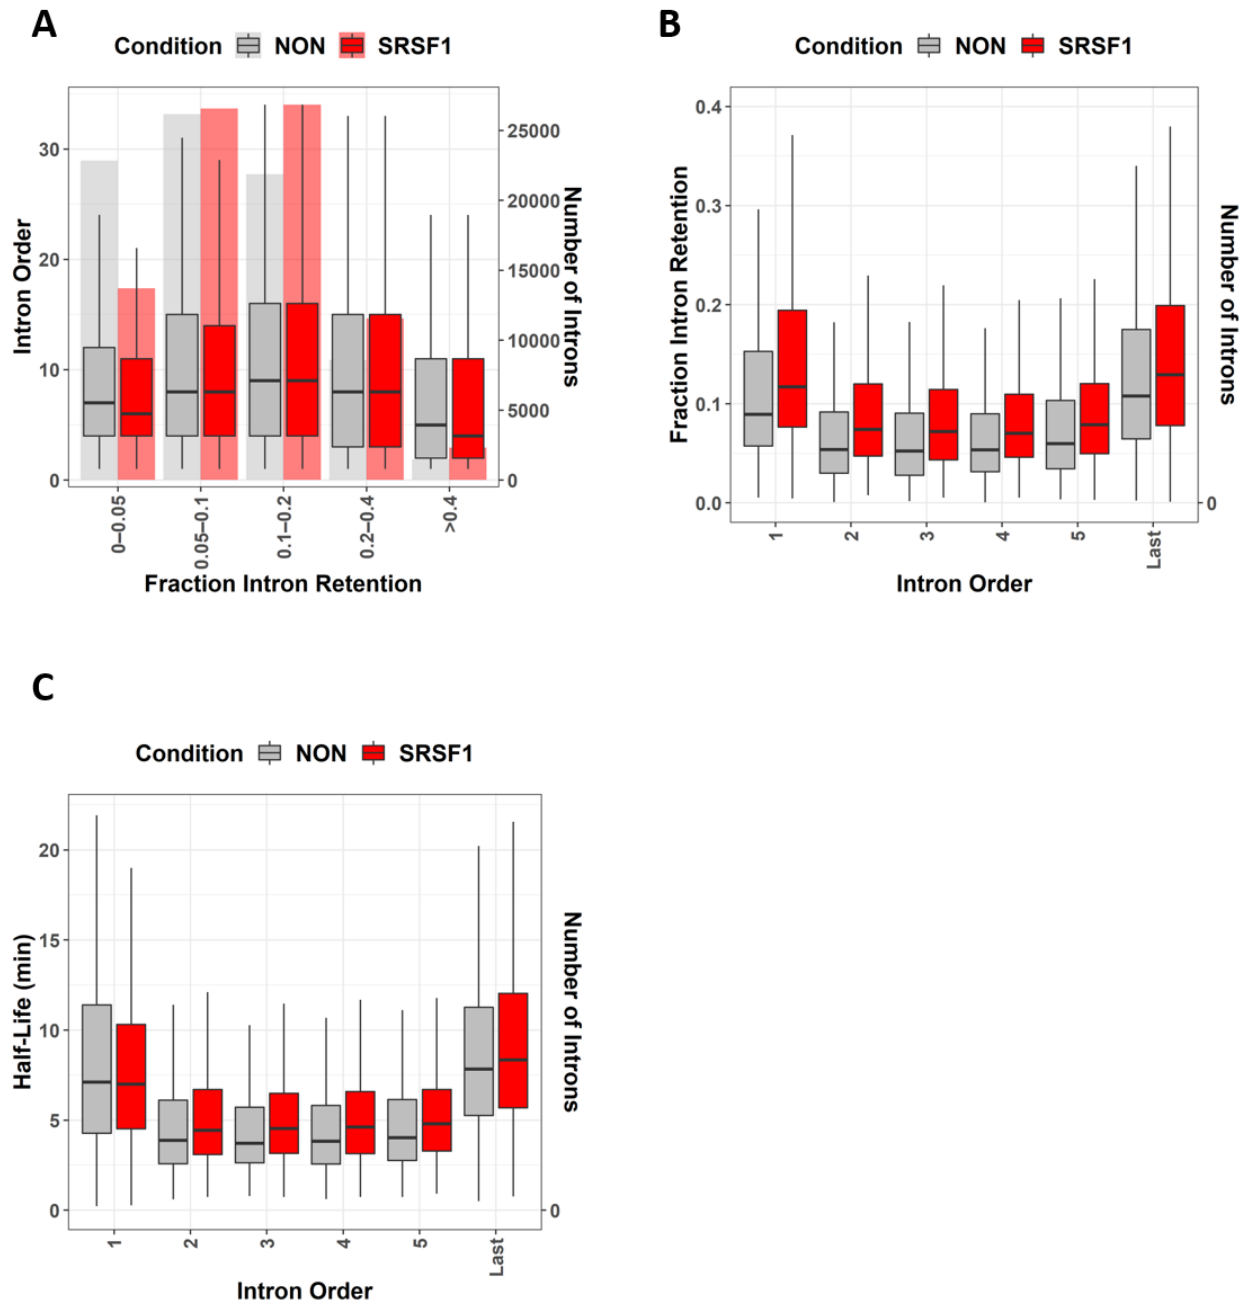 A
Condition NON SRSF1
Intron Order
30
20
10
0
25000
20000
15000
10000
5000
0
Number of Introns
0–0.05
0.05–0.1
0.1–0.2
0.2–0.4
>0.4
Fraction Intron Retention
B
Condition NON SRSF1
Fraction Intron Retention
0.4
0.3
0.2
0.1
0.0
0
Number of Introns
1
2
3
4
5
Last
Intron Order
C
Condition NON SRSF1
Half-Life (min)
20
15
10
5
0
0
Number of Introns
1
2
3
4
5
Last
Intron Order